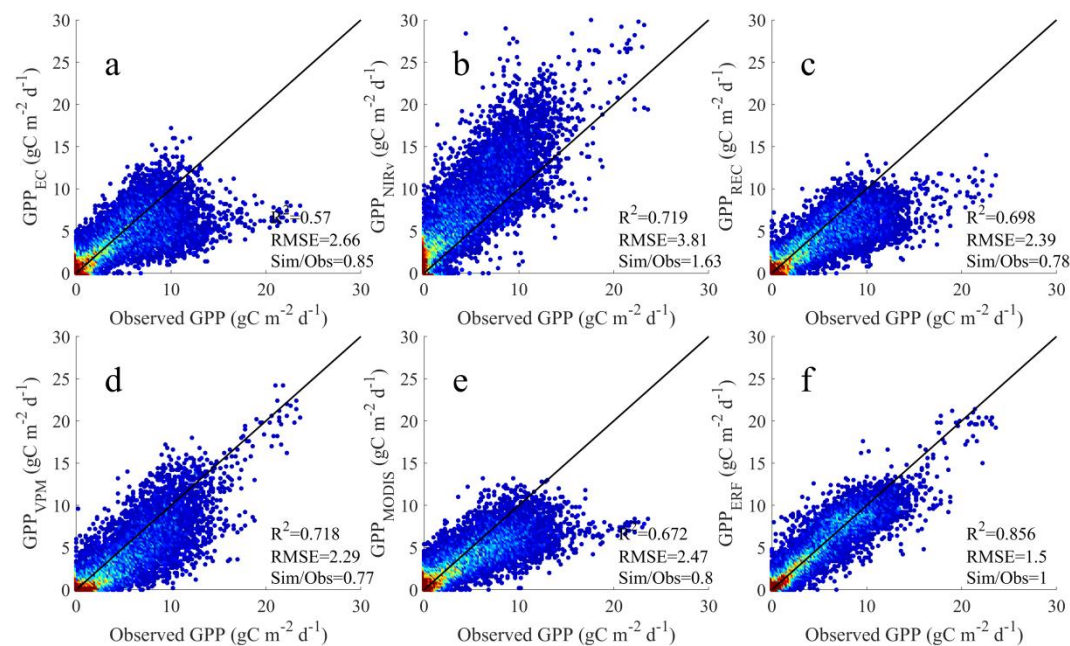 a
GPP_EC (gC m^-2 d^-1)
30
25
20
15
10
5
0
R^2=0.57
RMSE=2.66
Sim/Obs=0.85
0 10 20 30
Observed GPP (gC m^-2 d^-1)
b
GPP_NIRv (gC m^-2 d^-1)
30
25
20
15
10
5
0
R^2=0.719
RMSE=3.81
Sim/Obs=1.63
0 10 20 30
Observed GPP (gC m^-2 d^-1)
c
GPP_REC (gC m^-2 d^-1)
30
25
20
15
10
5
0
R^2=0.698
RMSE=2.39
Sim/Obs=0.78
0 10 20 30
Observed GPP (gC m^-2 d^-1)
d
GPP_VPM (gC m^-2 d^-1)
30
25
20
15
10
5
0
R^2=0.718
RMSE=2.29
Sim/Obs=0.77
0 10 20 30
Observed GPP (gC m^-2 d^-1)
e
GPP_MODIS (gC m^-2 d^-1)
30
25
20
15
10
5
0
R^2=0.672
RMSE=2.47
Sim/Obs=0.8
0 10 20 30
Observed GPP (gC m^-2 d^-1)
f
GPP_ERF (gC m^-2 d^-1)
30
25
20
15
10
5
0
R^2=0.856
RMSE=1.5
Sim/Obs=1
0 10 20 30
Observed GPP (gC m^-2 d^-1)